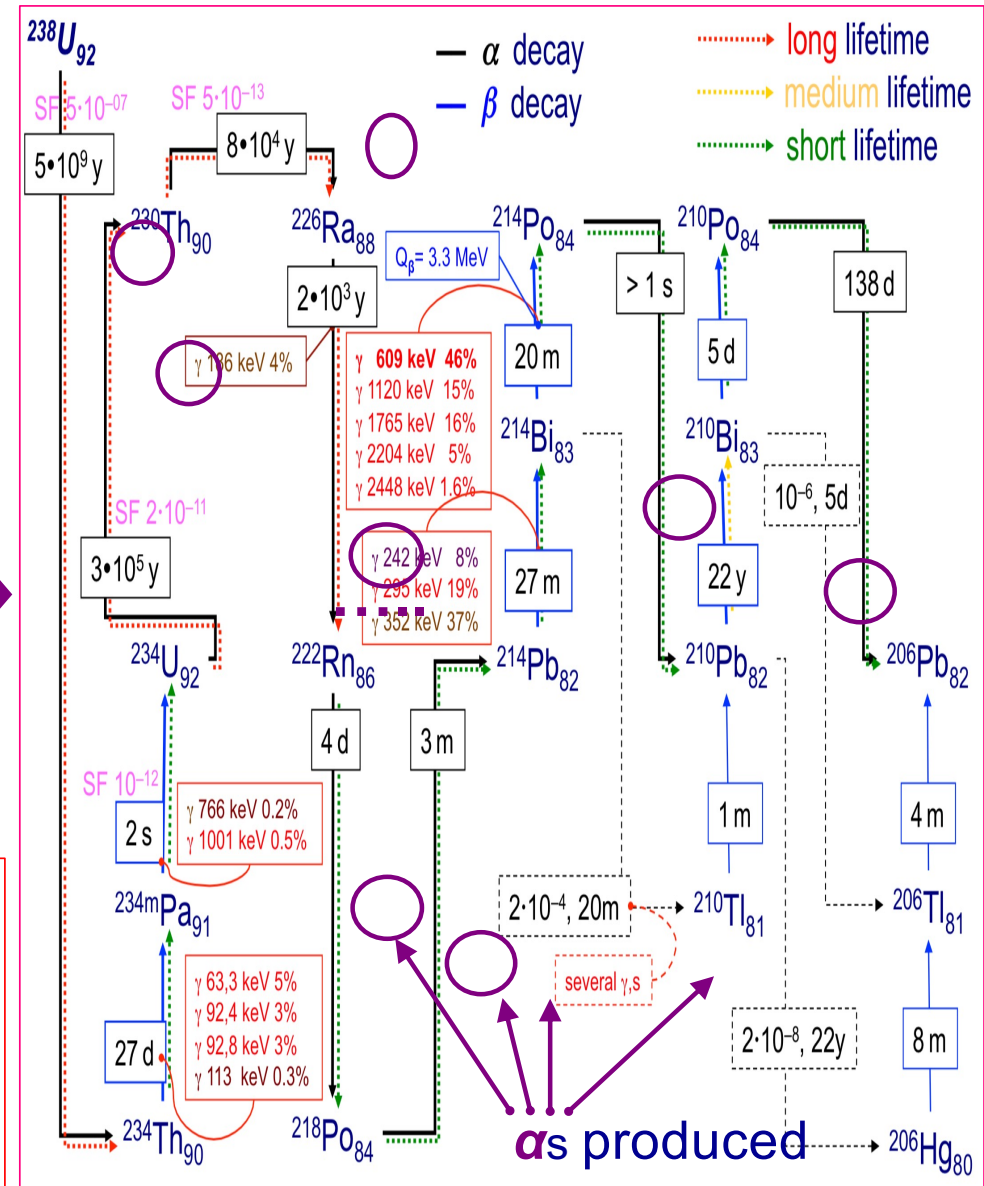 ²³⁸U₉₂
α decay
β decay
long lifetime
medium lifetime
short lifetime
SF 5·10⁻⁰⁷
SF 5·10⁻¹³
5•10⁹ y
8•10⁴ y
²³⁰Th₉₀
²²⁶Ra₈₈
²¹⁴Po₈₄
²¹⁰Po₈₄
Qᵦ= 3.3 MeV
2•10³ y
> 1 s
138 d
γ 186 keV 4%
γ 609 keV 46%
γ 1120 keV 15%
γ 1765 keV 16%
γ 2204 keV 5%
γ 2448 keV 1.6%
20 m
5 d
²¹⁴Bi₈₃
²¹⁰Bi₈₃
10⁻⁶, 5d
SF 2·10⁻¹¹
3•10⁵ y
γ 242 keV 8%
γ 295 keV 19%
γ 352 keV 37%
27 m
22 y
²³⁴U₉₂
²²²Rn₈₆
²¹⁴Pb₈₂
²¹⁰Pb₈₂
²⁰⁶Pb₈₂
4 d
3 m
SF 10⁻¹²
2 s
γ 766 keV 0.2%
γ 1001 keV 0.5%
1 m
4 m
²³⁴ᵐPa₉₁
2·10⁻⁴, 20m
²¹⁰Tl₈₁
²⁰⁶Tl₈₁
several γ,s
γ 63,3 keV 5%
γ 92,4 keV 3%
γ 92,8 keV 3%
γ 113 keV 0.3%
27 d
2·10⁻⁸, 22y
8 m
²³⁴Th₉₀
²¹⁸Po₈₄
αs produced
²⁰⁶Hg₈₀